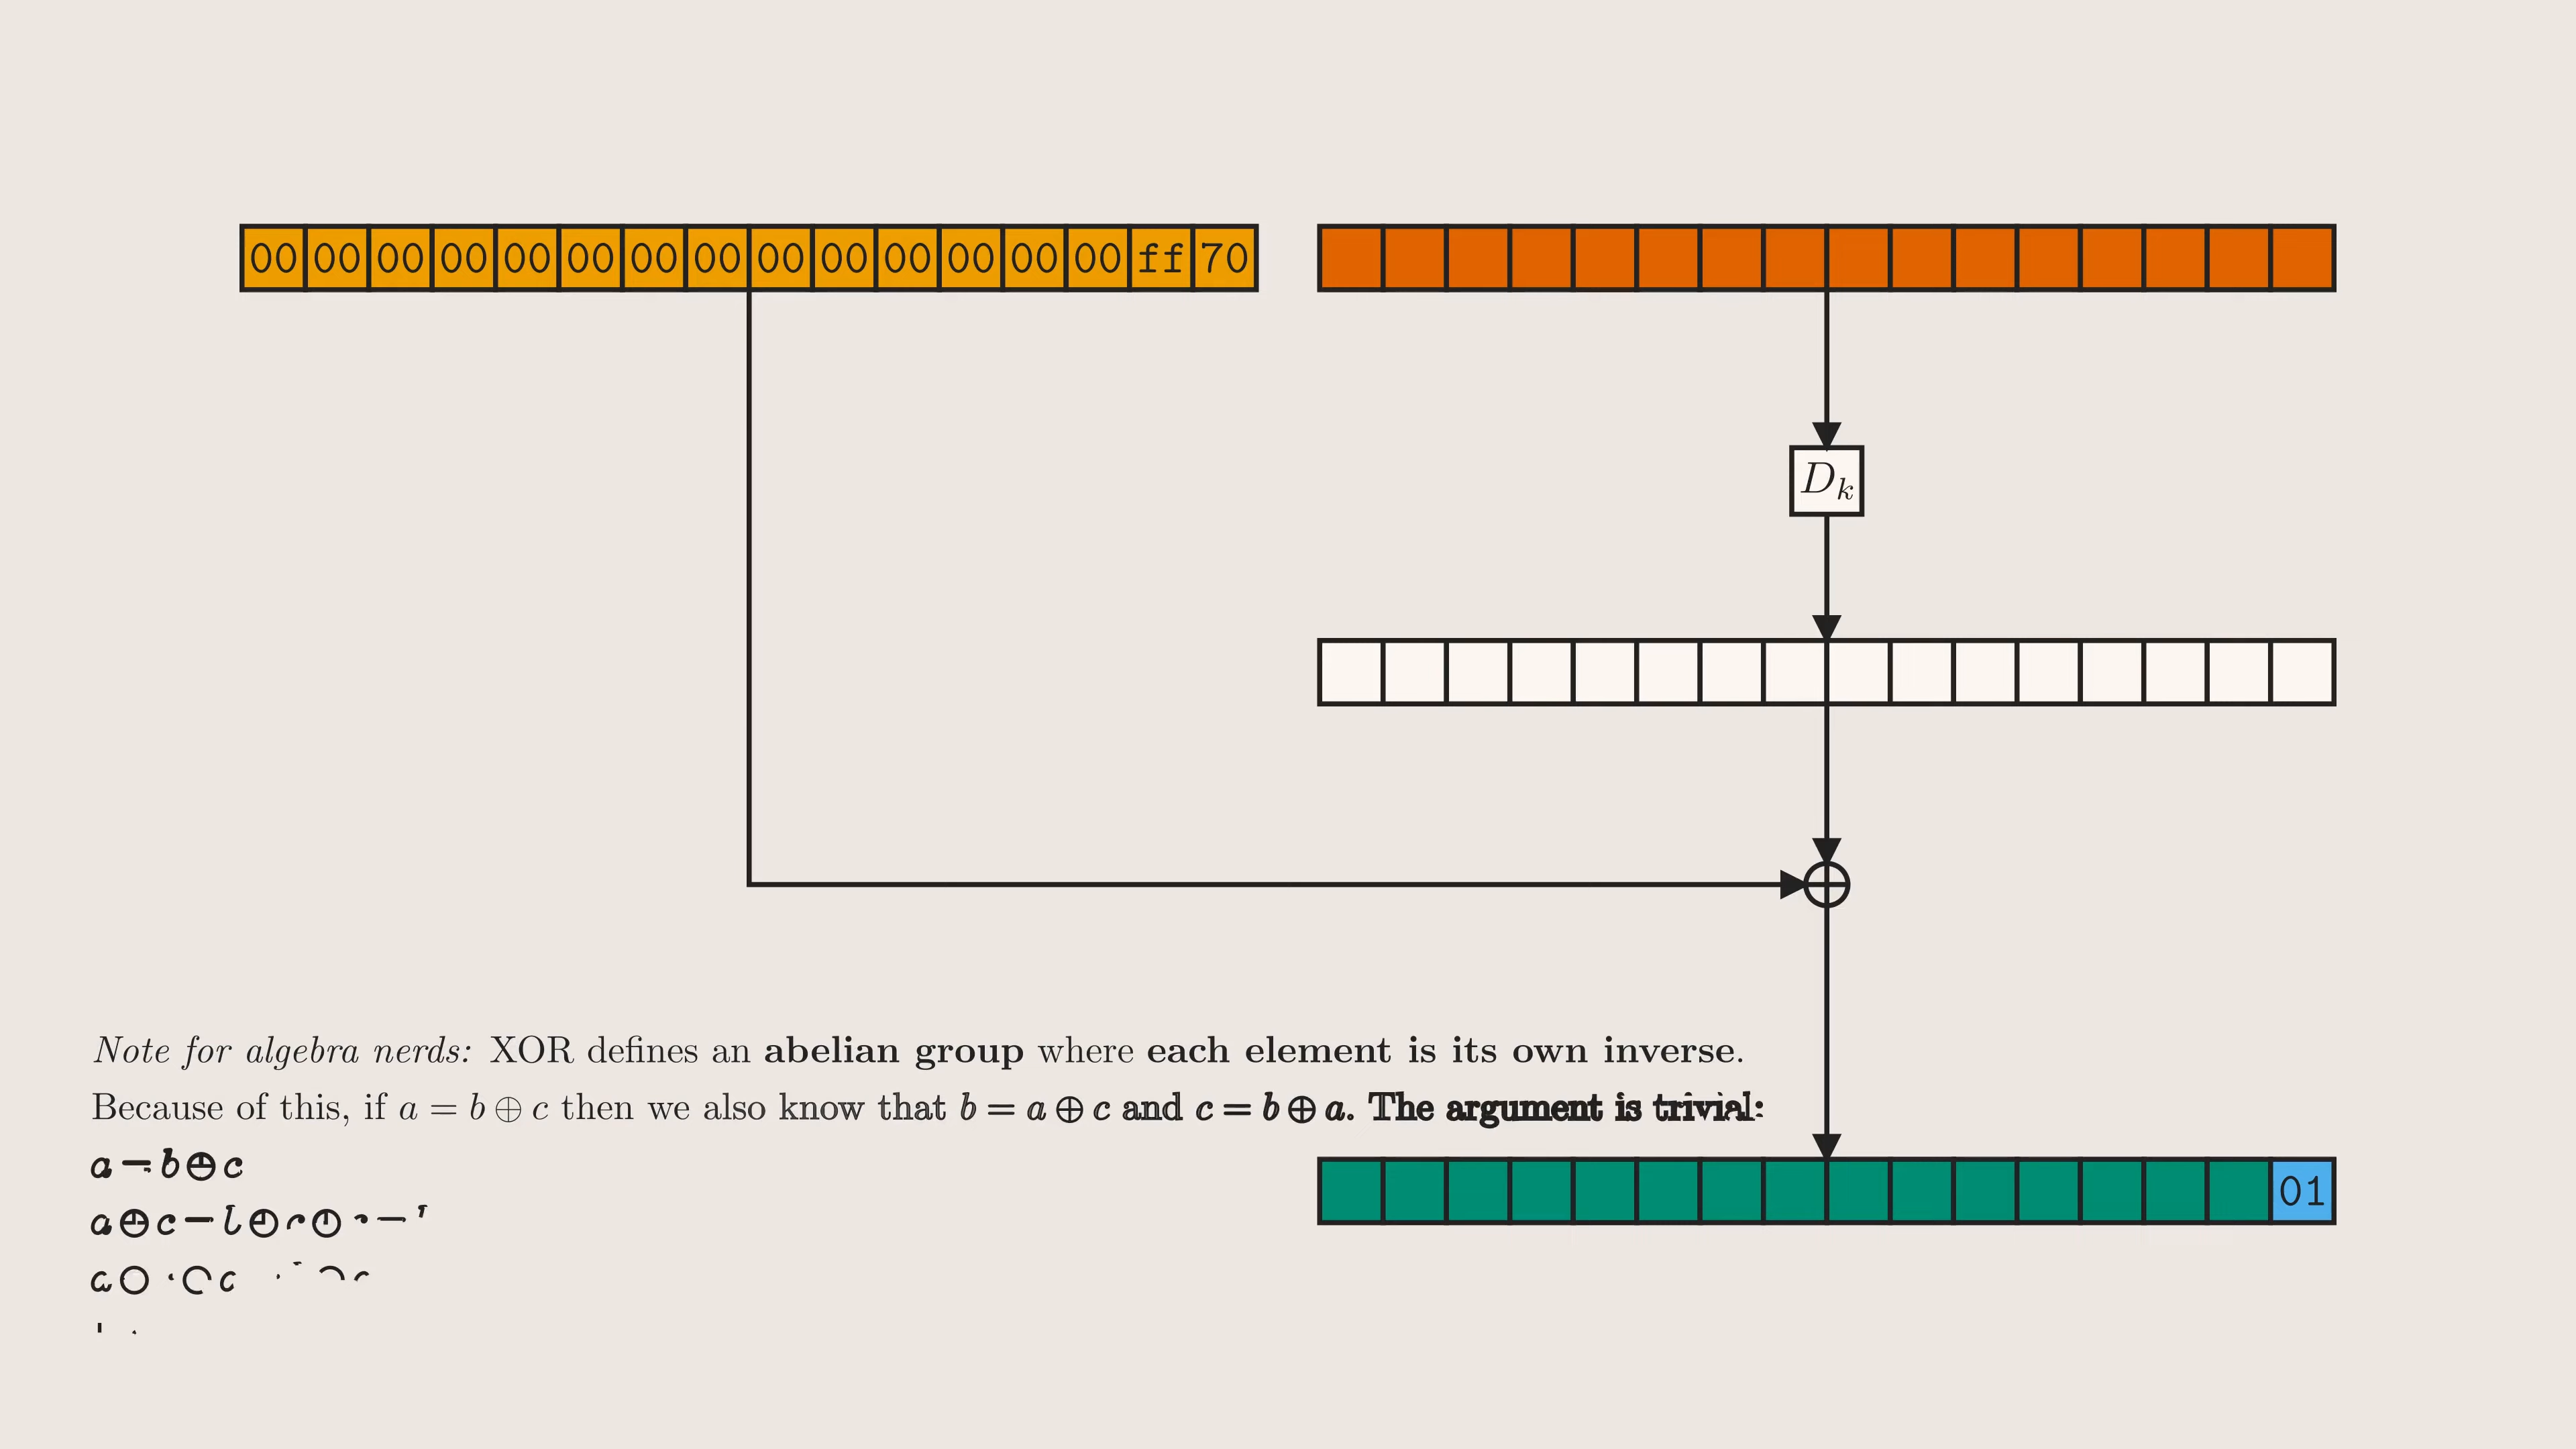 00 00 00 00 00 00 00 00 00 00 00 00 00 00 ff 70
D_k
Note for algebra nerds: XOR defines an abelian group where each element is its own inverse.
Because of this, if a = b ⊕ c then we also know that b = a ⊕ c and c = b ⊕ a. The argument is trivial:
a = b ⊕ c
01